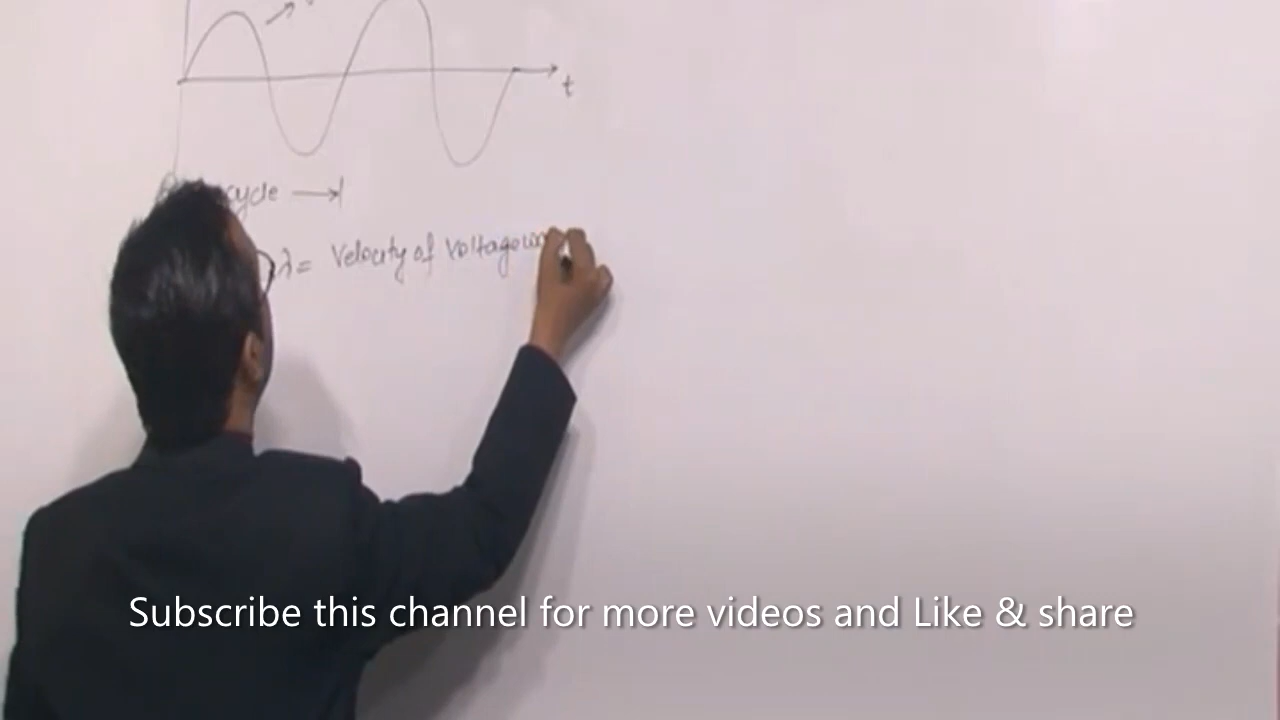 t
cycle
λ = Velocity of voltage
Subscribe this channel for more videos and Like & share